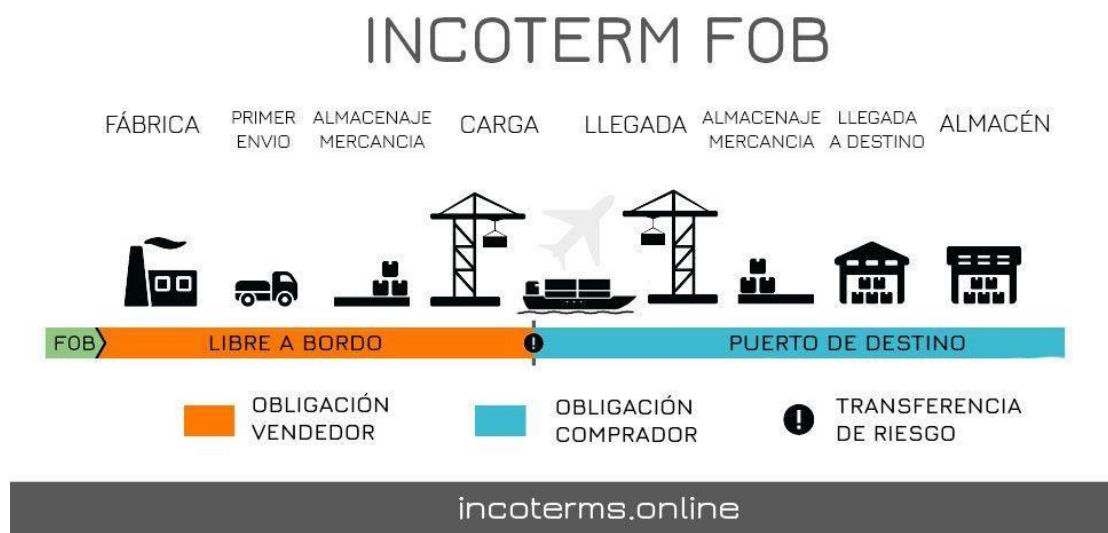 INCOTERM FOB
FÁBRICA
PRIMER
ENVIO
ALMACENAJE
MERCANCIA
CARGA
LLEGADA
ALMACENAJE
MERCANCIA
LLEGADA
A DESTINO
ALMACÉN
FOB
LIBRE A BORDO
!
PUERTO DE DESTINO
OBLIGACIÓN
VENDEDOR
OBLIGACIÓN
COMPRADOR
!
TRANSFERENCIA
DE RIESGO
incoterms.online